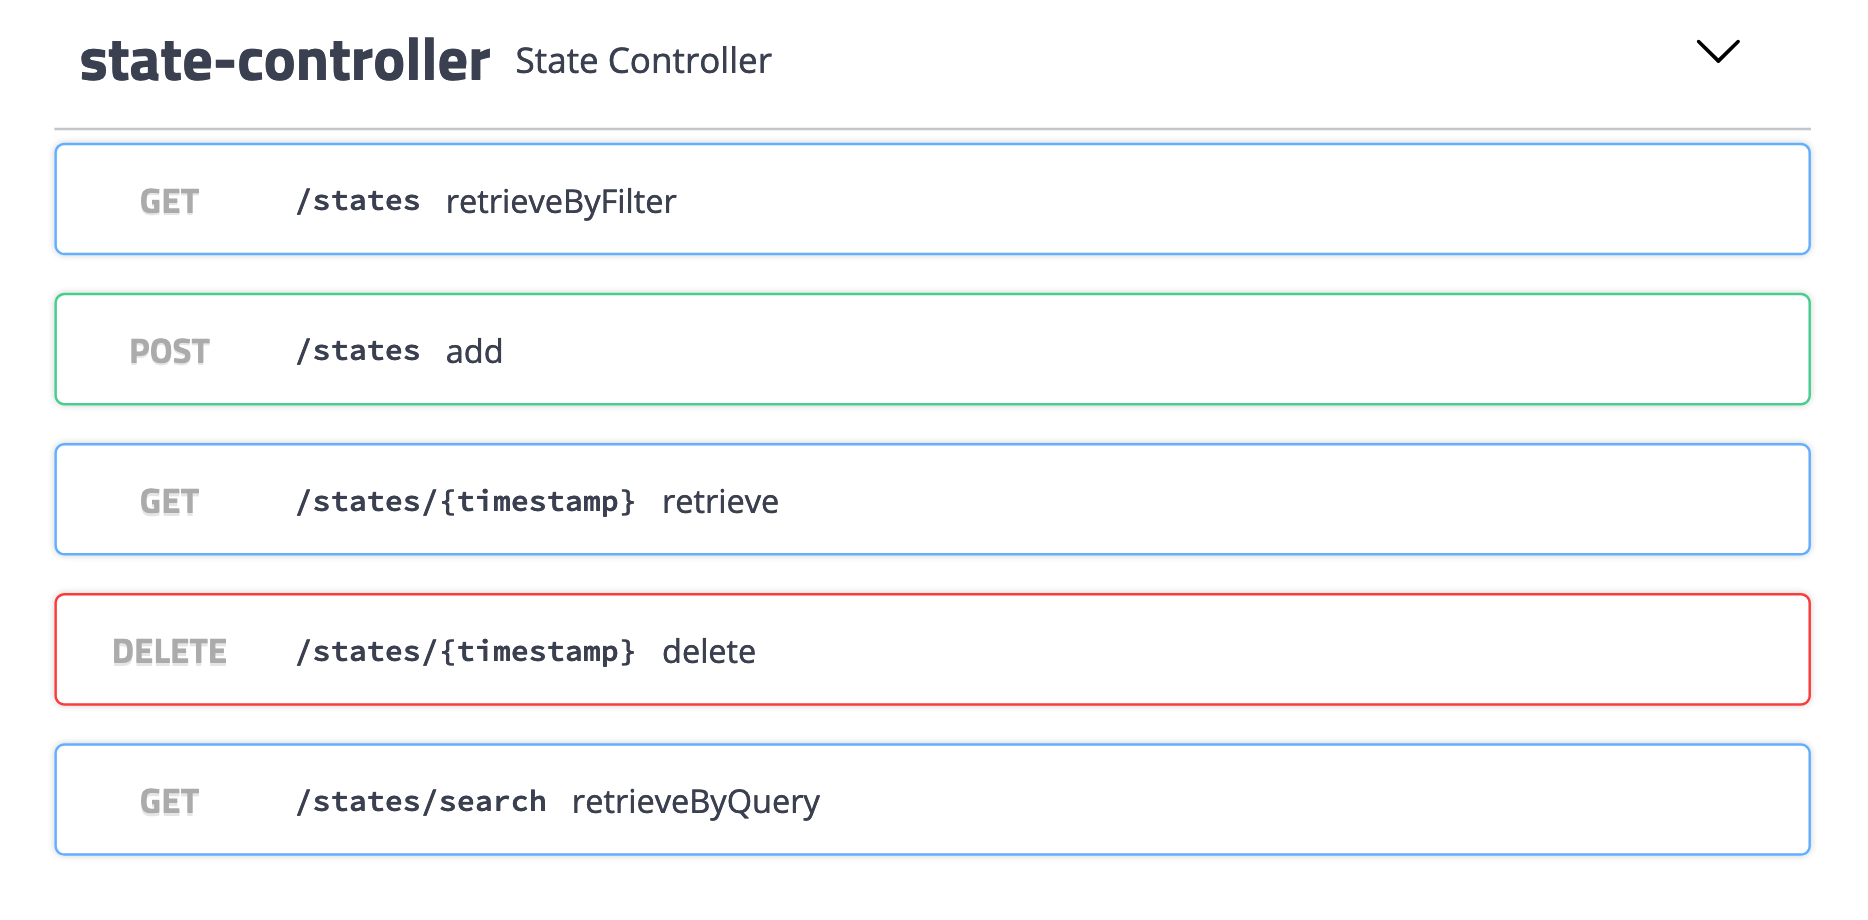 state-controller State Controller
GET /states retrieveByFilter
POST /states add
GET /states/{timestamp} retrieve
DELETE /states/{timestamp} delete
GET /states/search retrieveByQuery